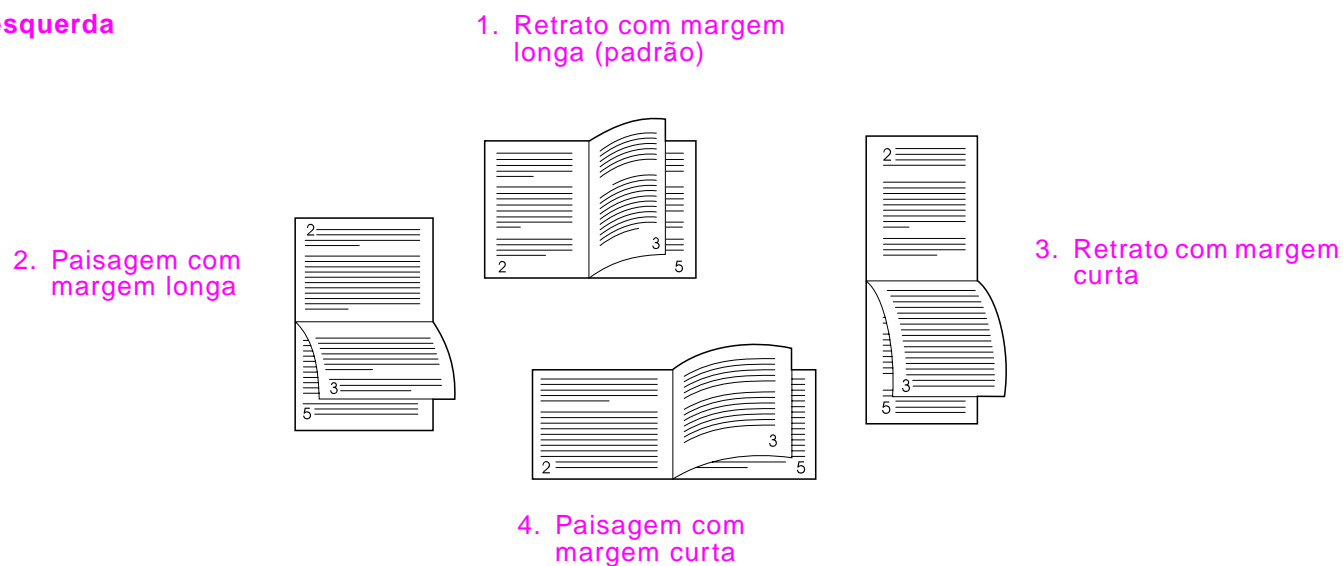 esquerda
1. Retrato com margem
longa (padrão)
2
3
5
2. Paisagem com
margem longa
2
3
5
2
3
5
3. Retrato com margem
curta
2
3
5
4. Paisagem com
margem curta